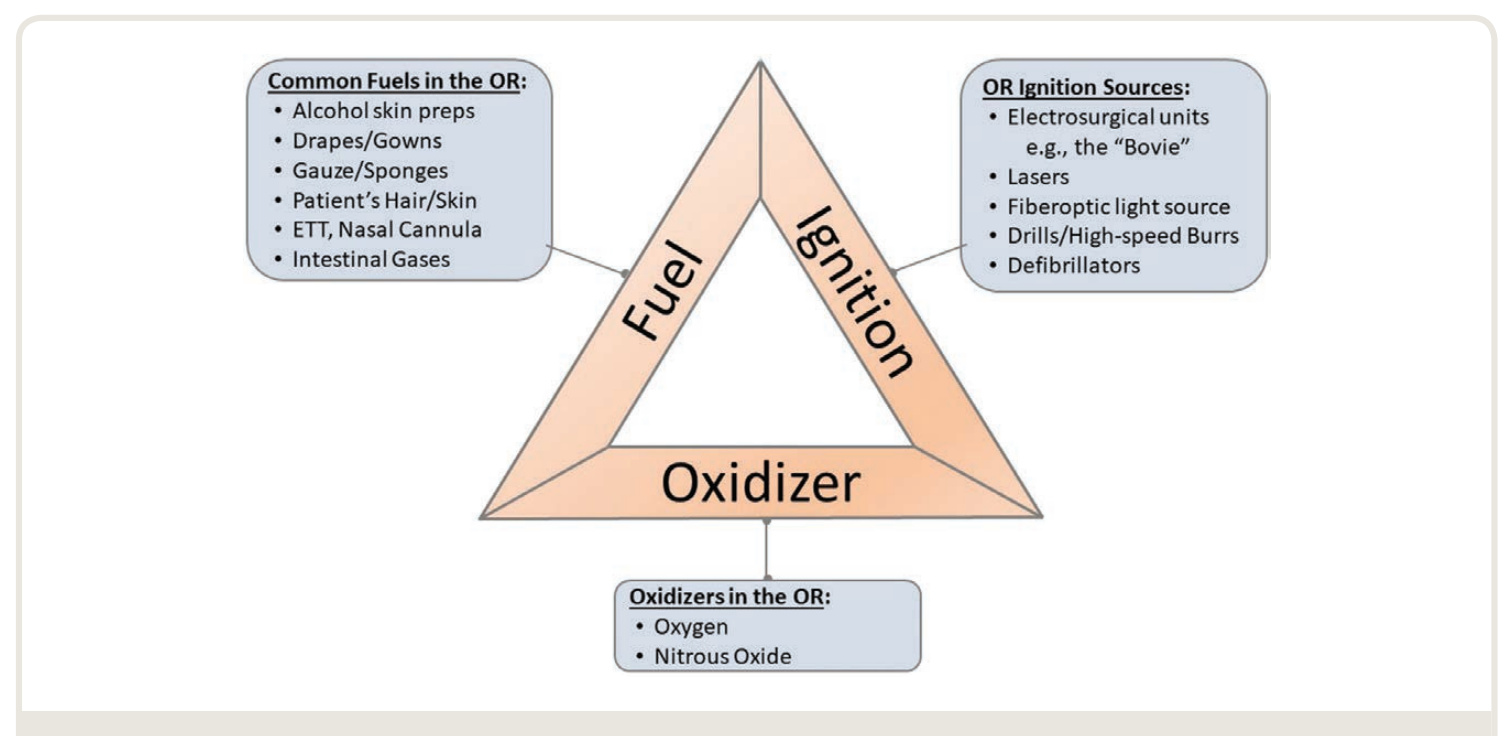 Common Fuels in the OR:
• Alcohol skin preps
• Drapes/Gowns
• Gauze/Sponges
• Patient’s Hair/Skin
• ETT, Nasal Cannula
• Intestinal Gases
OR Ignition Sources:
• Electrosurgical units
e.g., the “Bovie”
• Lasers
• Fiberoptic light source
• Drills/High-speed Burrs
• Defibrillators
Fuel
Ignition
Oxidizer
Oxidizers in the OR:
• Oxygen
• Nitrous Oxide